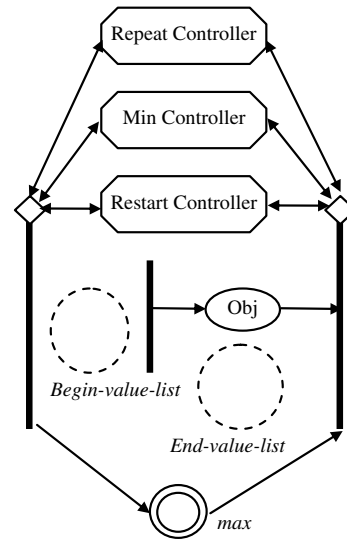 Repeat Controller
Min Controller
Restart Controller
Obj
Begin-value-list
End-value-list
max